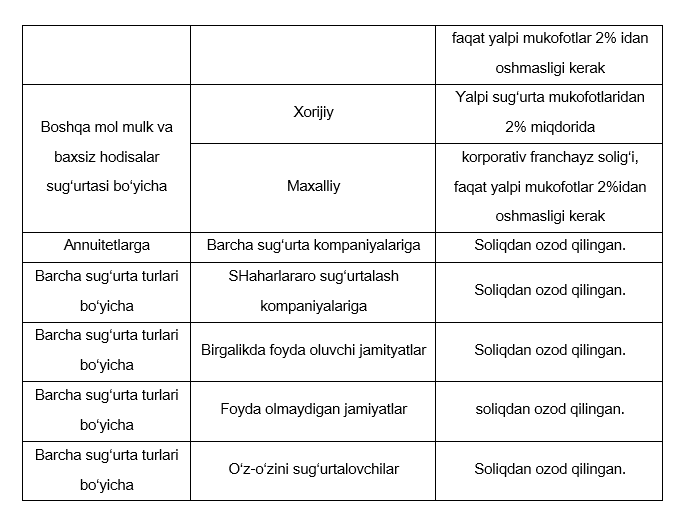 faqat yalpi mukofotlar 2% idan
oshmasligi kerak
Boshqa mol mulk va
baxsiz hodisalar
sug‘urtasi bo‘yicha
Xorijiy
Yalpi sug‘urta mukofotlaridan
2% miqdorida
Maxalliy
korporativ franchayz solig‘i,
faqat yalpi mukofotlar 2%idan
oshmasligi kerak
Annuitetlarga
Barcha sug‘urta kompaniyalariga
Soliqdan ozod qilingan.
Barcha sug‘urta turlari
bo‘yicha
SHaharlararo sug‘urtalash
kompaniyalariga
Soliqdan ozod qilingan.
Barcha sug‘urta turlari
bo‘yicha
Birgalikda foyda oluvchi jamityatlar
Soliqdan ozod qilingan.
Barcha sug‘urta turlari
bo‘yicha
Foyda olmaydigan jamiyatlar
soliqdan ozod qilingan.
Barcha sug‘urta turlari
bo‘yicha
O‘z-o‘zini sug‘urtalovchilar
Soliqdan ozod qilingan.